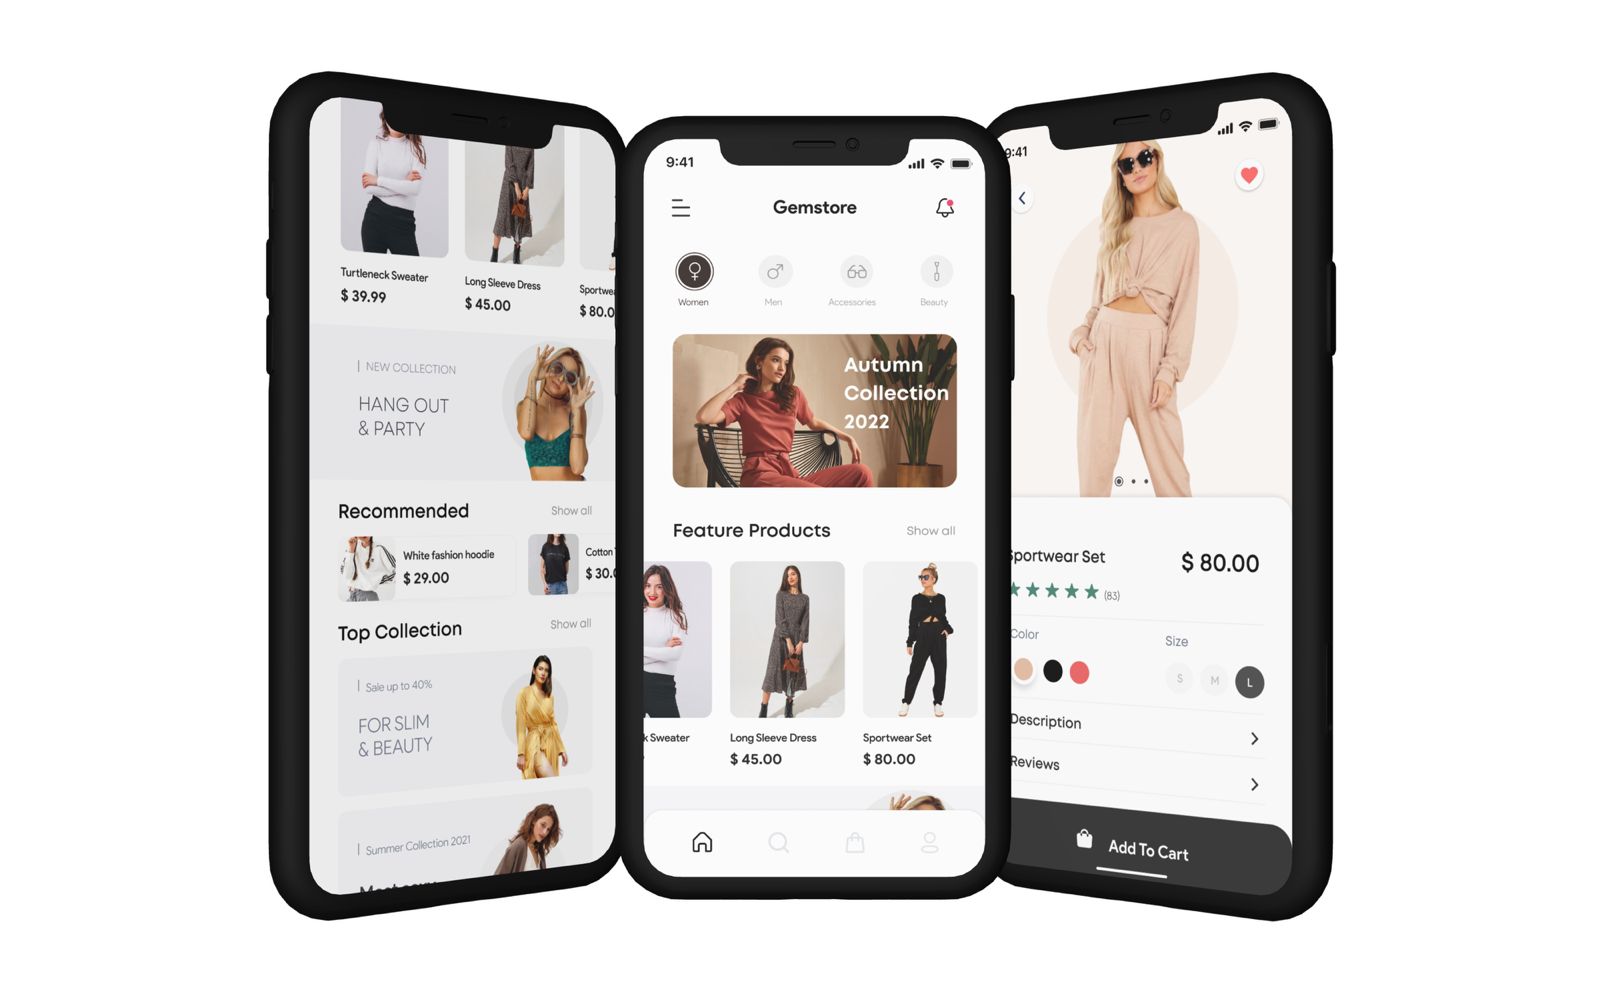 Turtleneck Sweater
$ 39.99
Long Sleeve Dress
$ 45.00
$ 80.0
NEW COLLECTION
HANG OUT
& PARTY
Recommended
Show all
White fashion hoodie
$ 29.00
Cotton
$ 30.0
Top Collection
Show all
Sale up to 40%
FOR SLIM
& BEAUTY
Summer Collection 2021
9:41
Gemstore
Women
Men
Accessories
Beauty
Autumn
Collection
2022
Feature Products
Show all
k Sweater
Long Sleeve Dress
$ 45.00
Sportwear Set
$ 80.00
9:41
Sportwear Set
$ 80.00
(83)
Color
Size
S
M
L
Description
Reviews
Add To Cart